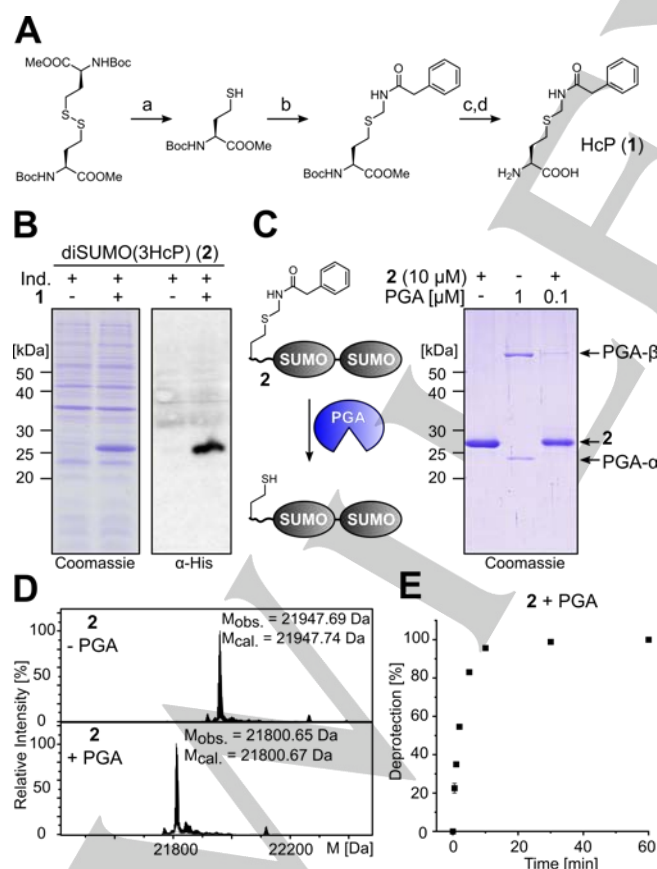 A
MeO₂C NHBoc
S
S
BocHN COOMe
a
SH
BocHN COOMe
b
O
HN
S
BocHN COOMe
c,d
O
HN
S
H₂N COOH
HcP (1)
B
diSUMO(3HcP) (2)
Ind. + + + +
1 - + - +
[kDa]
50
40
30
25
20
Coomassie α-His
C
O
HN
S
2 SUMO SUMO
PGA
SH
SUMO SUMO
2 (10 µM) + - +
PGA [µM] - 1 0.1
[kDa]
50
40
30
25
20
PGA-β
2
PGA-α
Coomassie
D
Relative Intensity [%]
100
50
0
2
- PGA
Mobs. = 21947.69 Da
Mcal. = 21947.74 Da
100
50
0
2
+ PGA
Mobs. = 21800.65 Da
Mcal. = 21800.67 Da
21800 22200 M [Da]
E
2 + PGA
Deprotection [%]
100
80
60
40
20
0
0 20 40 60
Time [min]